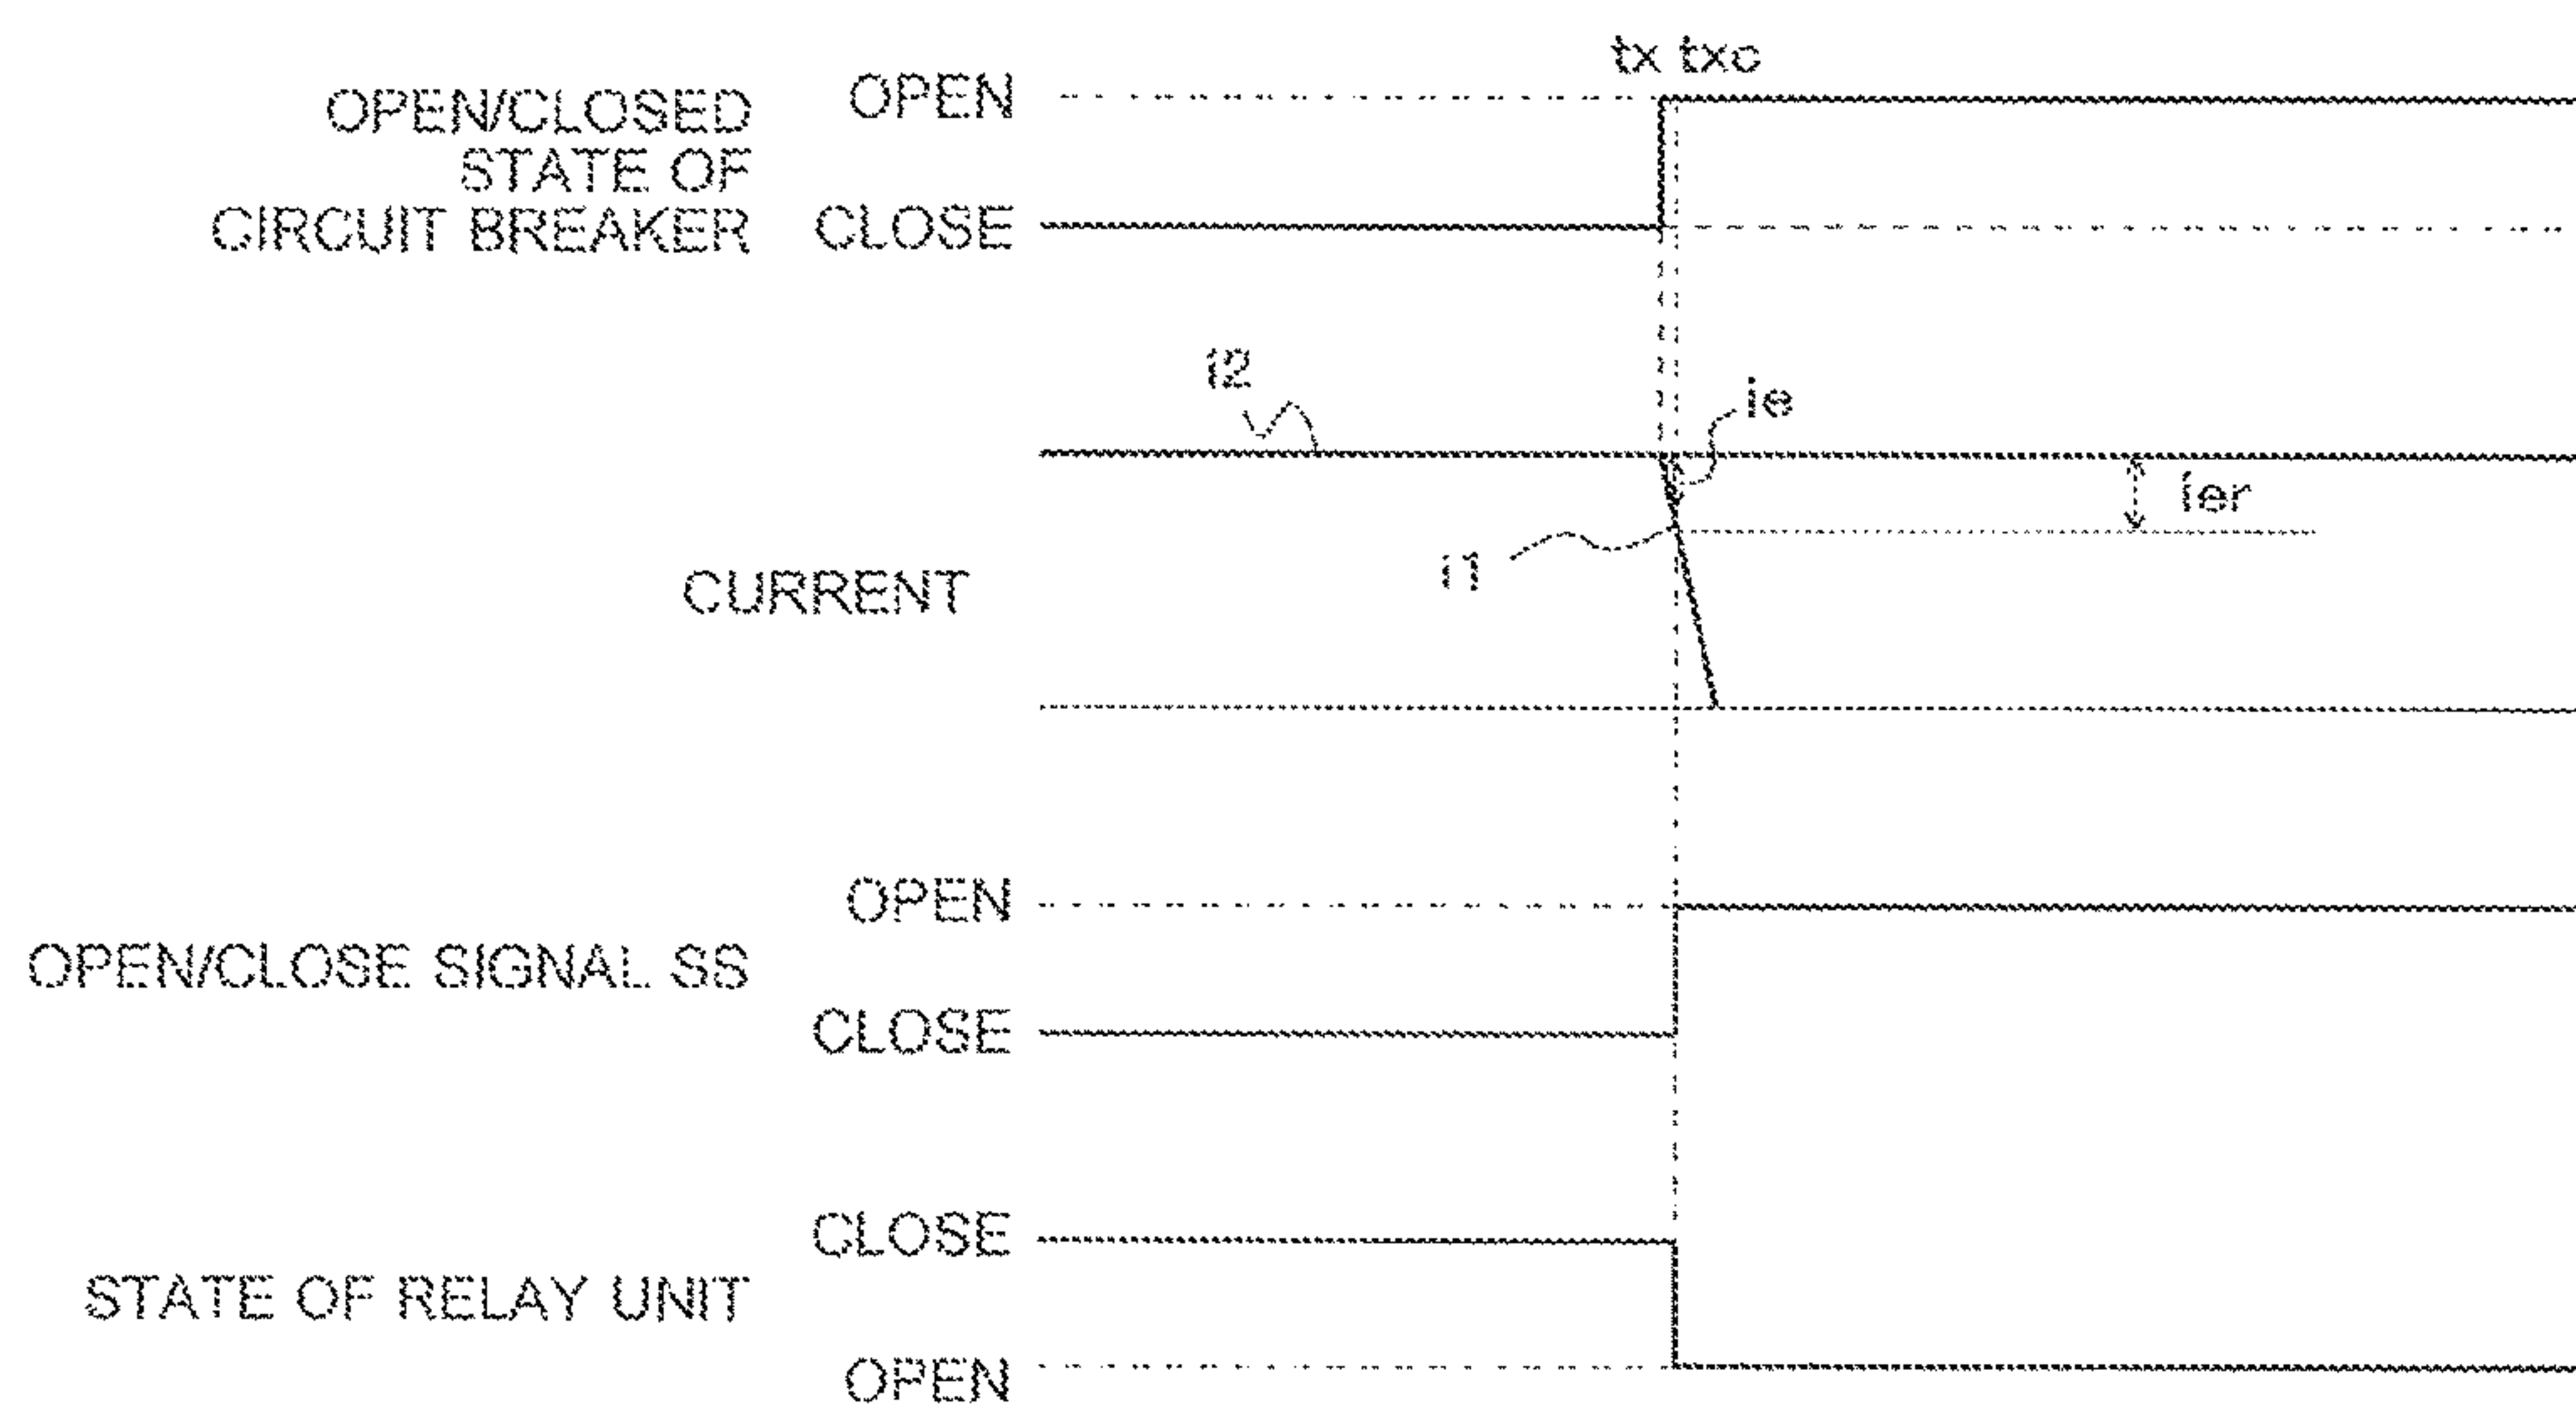 tx txc
OPEN/CLOSED
STATE OF
CIRCUIT BREAKER
OPEN
CLOSE
i2
ie
ier
i1
CURRENT
OPEN
OPEN/CLOSE SIGNAL SS
CLOSE
CLOSE
STATE OF RELAY UNIT
OPEN